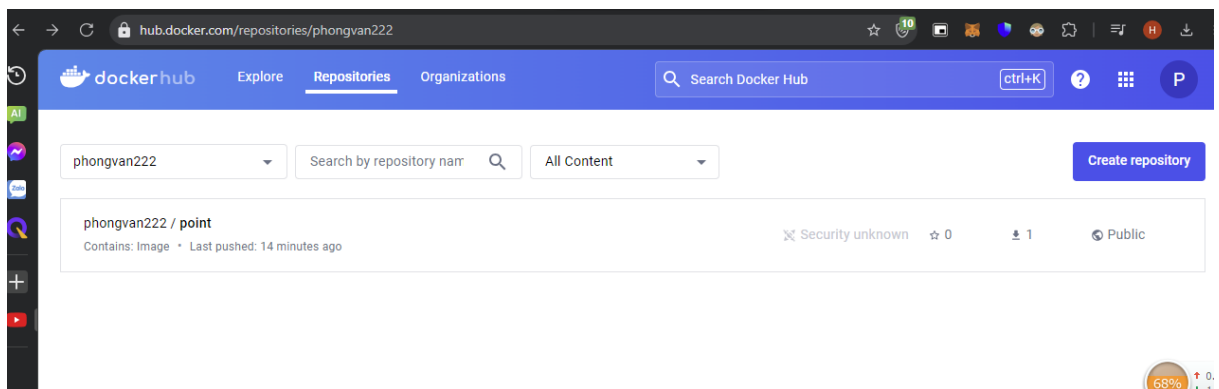 hub.docker.com/repositories/phongvan222
10
H
dockerhub
Explore
Repositories
Organizations
Search Docker Hub
ctrl+K
?
P
AI
Zalo
phongvan222
Search by repository nam
All Content
Create repository
phongvan222 / point
Contains: Image • Last pushed: 14 minutes ago
Security unknown
0
1
Public
68%
0.